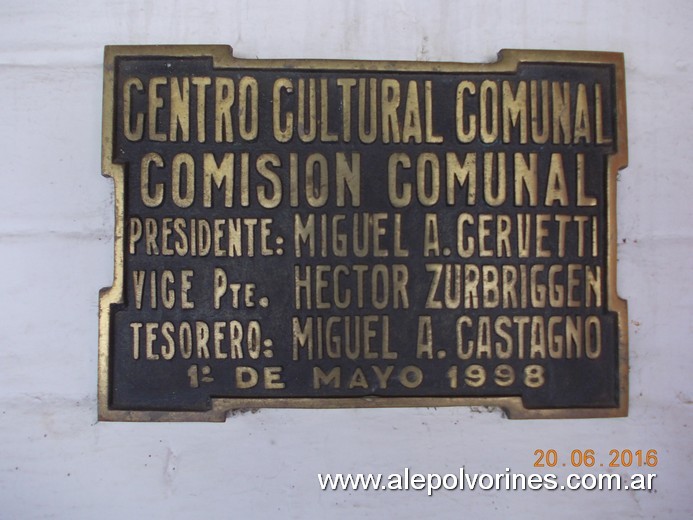 CENTRO CULTURAL COMUNAL
COMISION COMUNAL
PRESIDENTE: MIGUEL A. CERVETTI
VICE PTE. HECTOR ZURBRIGGEN
TESORERO: MIGUEL A. CASTAGNO
1º DE MAYO 1998
20.06.2016
www.alepolvorines.com.ar